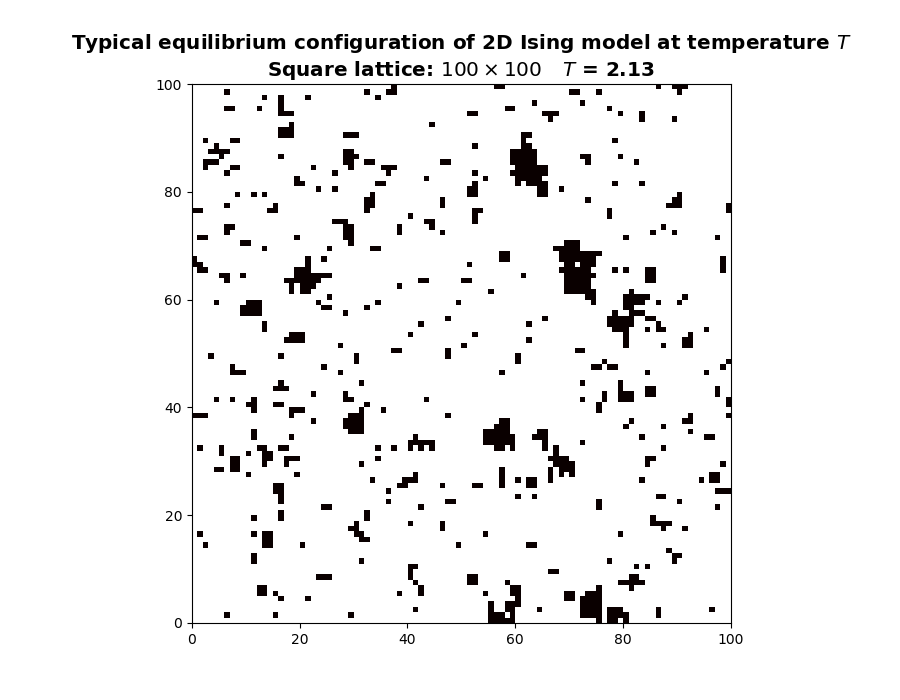 Typical equilibrium configuration of 2D Ising model at temperature T
Square lattice: 100 × 100 T = 2.13
100
80
60
40
20
0
0 20 40 60 80 100